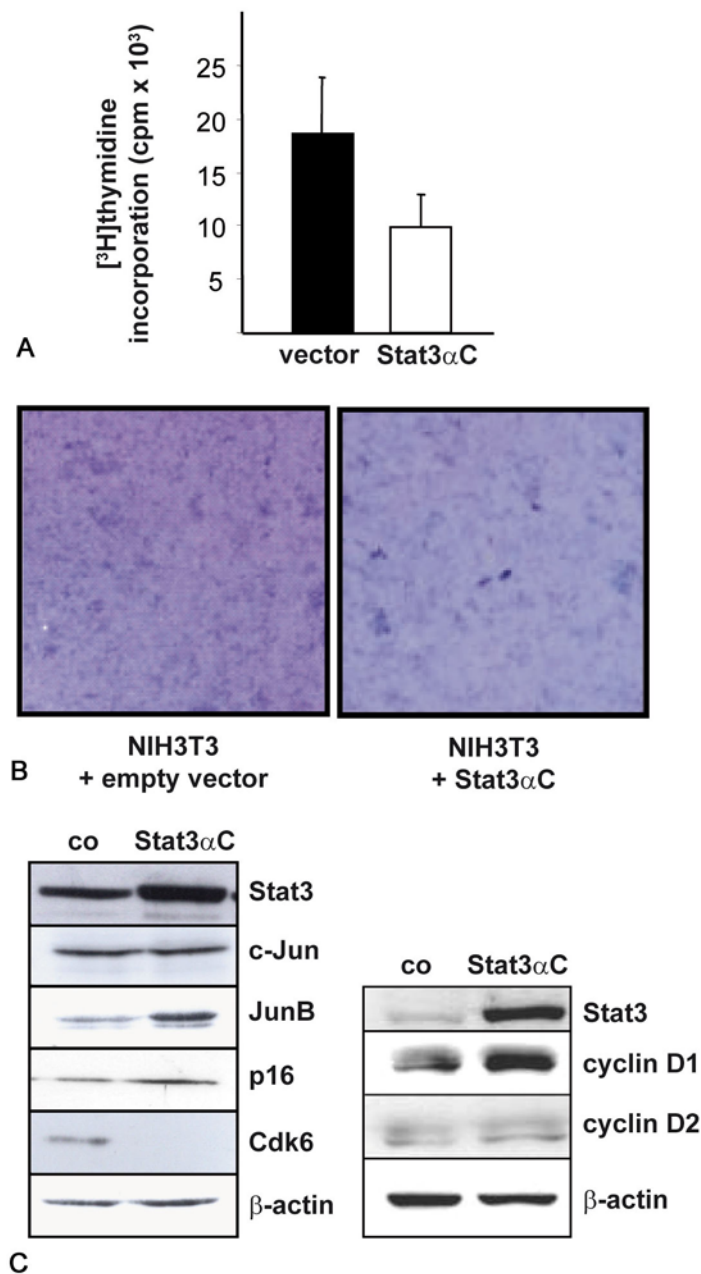 [³H]thymidine
incorporation (cpm x 10³)
25
20
15
10
5
vector Stat3αC
A
NIH3T3
+ empty vector
NIH3T3
+ Stat3αC
B
co Stat3αC
Stat3
c-Jun
JunB
p16
Cdk6
β-actin
co Stat3αC
Stat3
cyclin D1
cyclin D2
β-actin
C